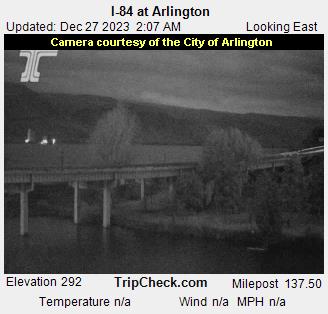 I-84 at Arlington
Updated: Dec 27 2023 2:07 AM Looking East
Camera courtesy of the City of Arlington
Elevation 292 TripCheck.com Milepost 137.50
Temperature n/a Wind n/a MPH n/a